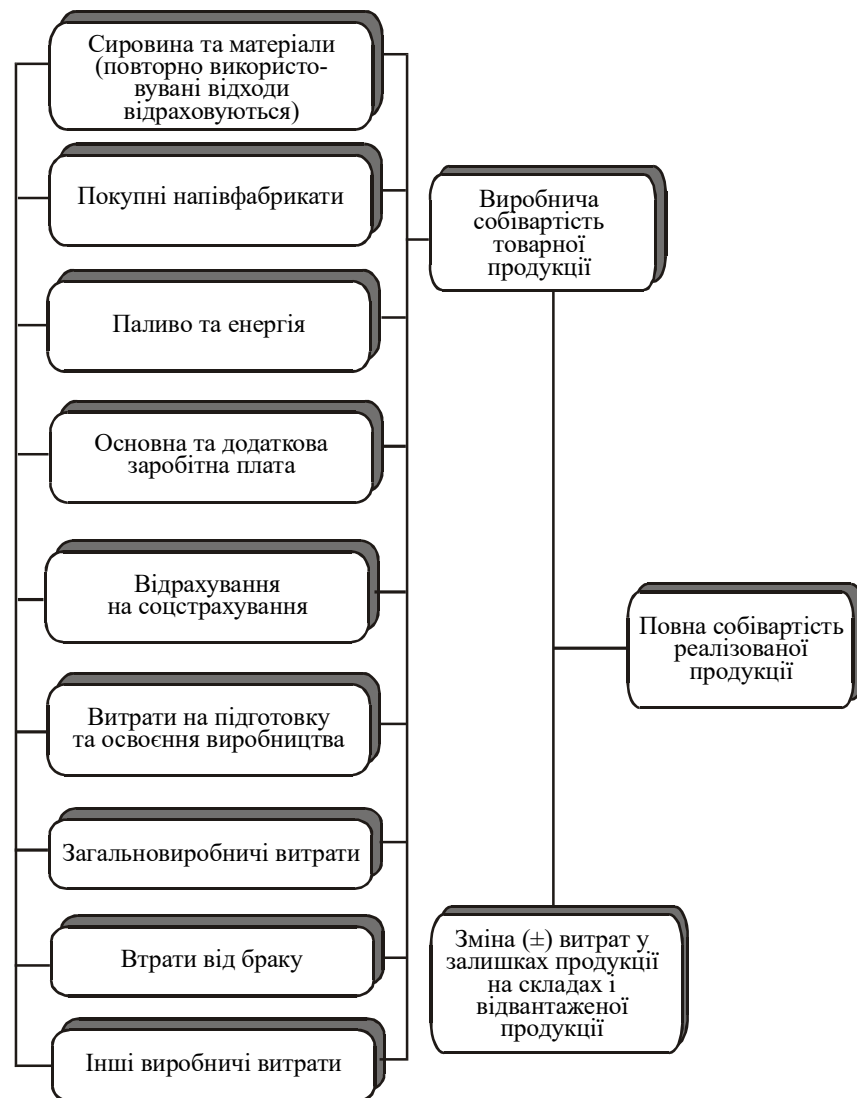 Сировина та матеріали
(повторно використо-
вувані відходи
відраховуються)
Покупні напівфабрикати
Паливо та енергія
Основна та додаткова
заробітна плата
Відрахування
на соцстрахування
Витрати на підготовку
та освоєння виробництва
Загальновиробничі витрати
Втрати від браку
Інші виробничі витрати
Виробнича
собівартість
товарної
продукції
Зміна (±) витрат у
залишках продукції
на складах і
відвантаженої
продукції
Повна собівартість
реалізованої
продукції